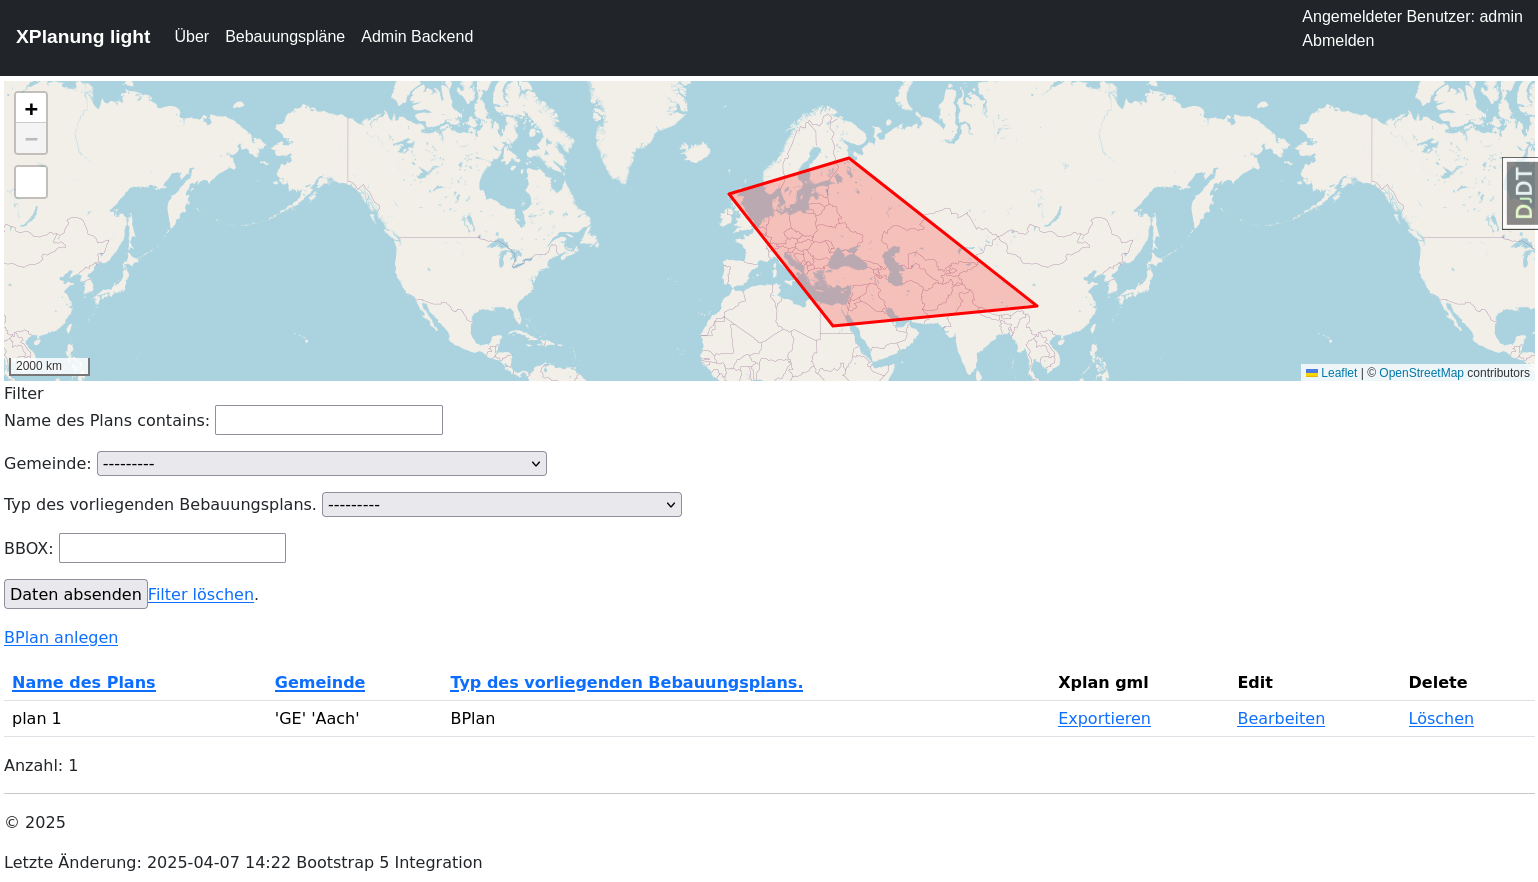 XPlanung light Über Bebauungspläne Admin Backend
Angemeldeter Benutzer: admin
Abmelden
+
−
DJDT
2000 km
Leaflet | © OpenStreetMap contributors
Filter
Name des Plans contains:
Gemeinde: ---------
Typ des vorliegenden Bebauungsplans. ---------
BBOX:
Daten absenden Filter löschen.
BPlan anlegen
Name des Plans Gemeinde Typ des vorliegenden Bebauungsplans. Xplan gml Edit Delete
plan 1 'GE' 'Aach' BPlan Exportieren Bearbeiten Löschen
Anzahl: 1
© 2025
Letzte Änderung: 2025-04-07 14:22 Bootstrap 5 Integration